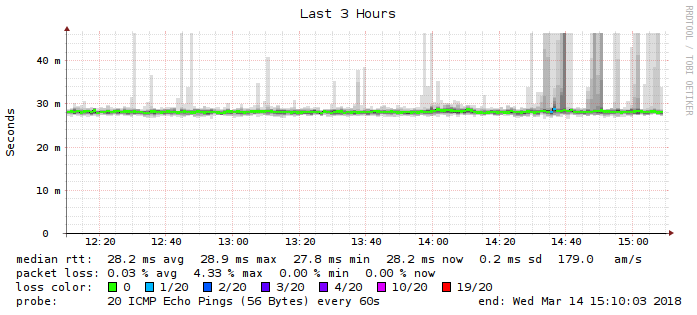 Last 3 Hours
RRDTOOL / TOBI OETIKER
Seconds
40 m
30 m
20 m
10 m
0
12:20 12:40 13:00 13:20 13:40 14:00 14:20 14:40 15:00
median rtt: 28.2 ms avg 28.9 ms max 27.8 ms min 28.2 ms now 0.2 ms sd 179.0 am/s
packet loss: 0.03 % avg 4.33 % max 0.00 % min 0.00 % now
loss color: 0 1/20 2/20 3/20 4/20 10/20 19/20
probe: 20 ICMP Echo Pings (56 Bytes) every 60s end: Wed Mar 14 15:10:03 2018